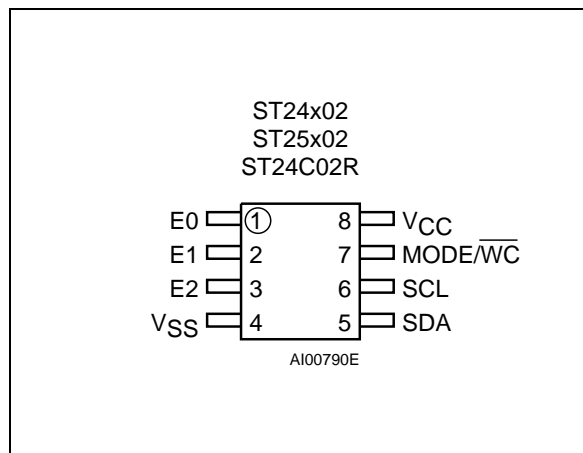 ST24x02
ST25x02
ST24C02R
E0 1 8 VCC
E1 2 7 MODE/W̅C̅
E2 3 6 SCL
VSS 4 5 SDA
AI00790E